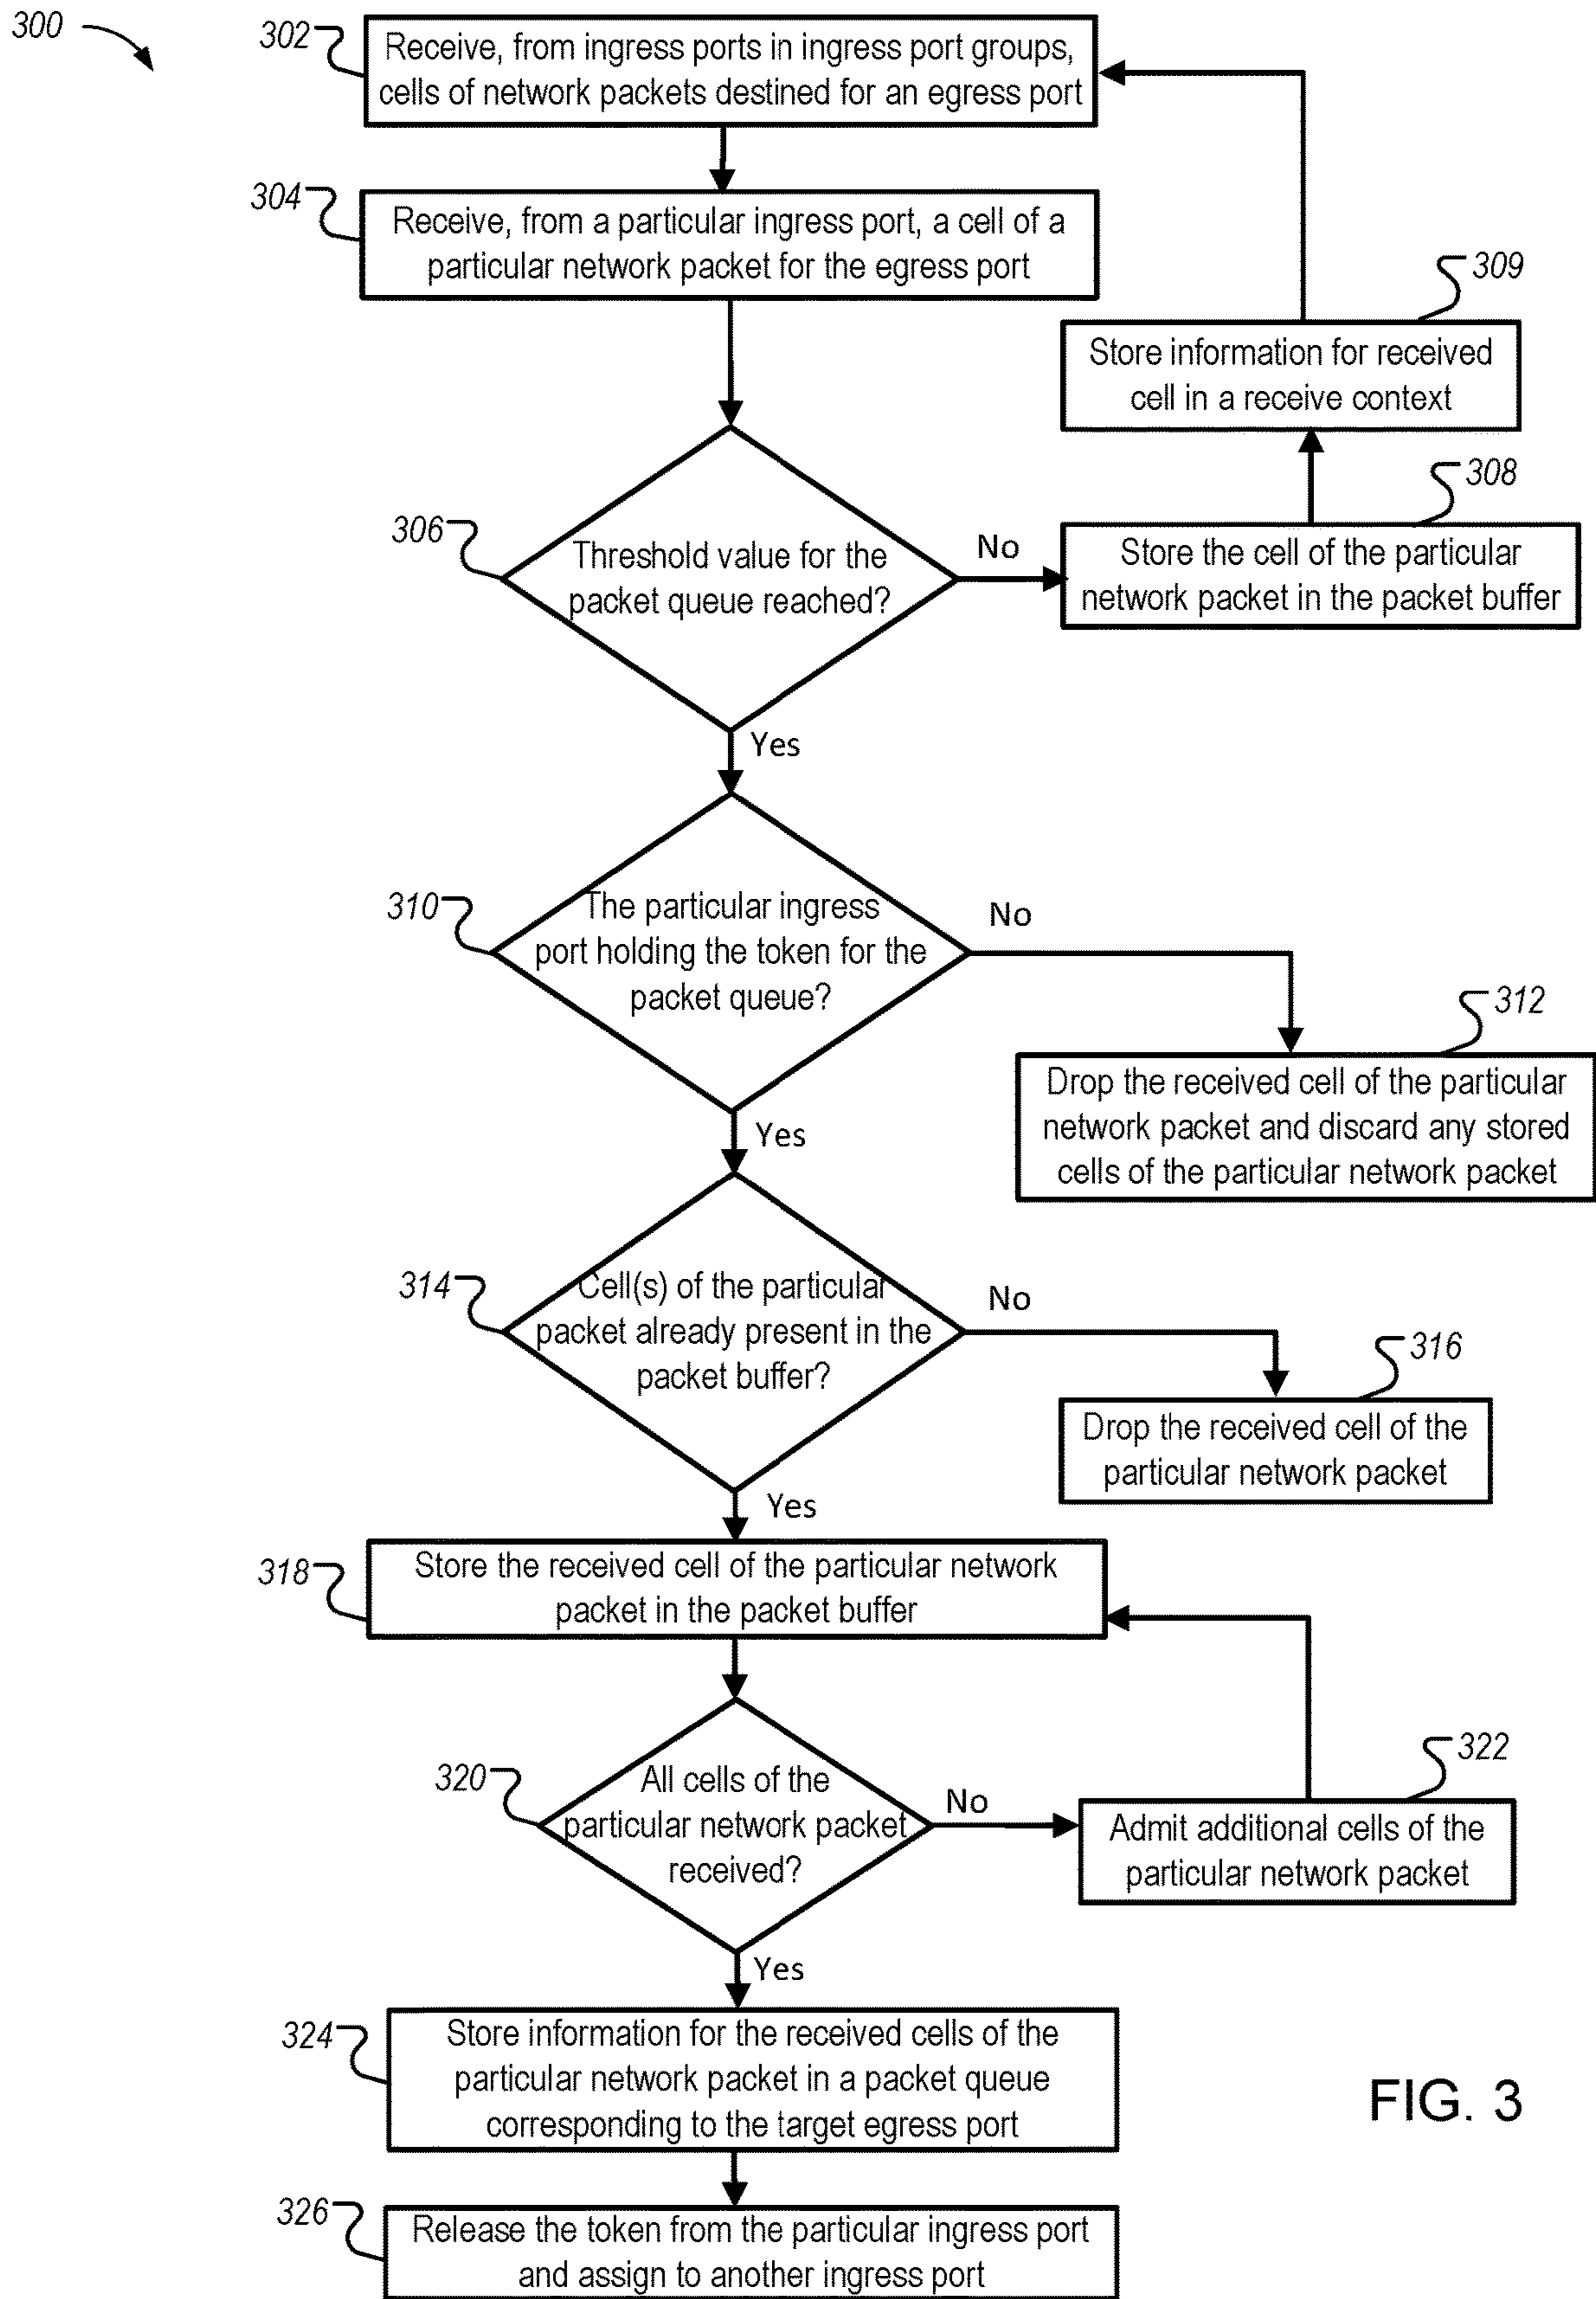 300
302
Receive, from ingress ports in ingress port groups,
cells of network packets destined for an egress port
304
Receive, from a particular ingress port, a cell of a
particular network packet for the egress port
309
Store information for received
cell in a receive context
308
Store the cell of the particular
network packet in the packet buffer
306
Threshold value for the
packet queue reached?
No
Yes
310
The particular ingress
port holding the token for the
packet queue?
No
312
Drop the received cell of the particular
network packet and discard any stored
cells of the particular network packet
Yes
314
Cell(s) of the particular
packet already present in the
packet buffer?
No
316
Drop the received cell of the
particular network packet
Yes
318
Store the received cell of the particular network
packet in the packet buffer
320
All cells of the
particular network packet
received?
No
322
Admit additional cells of the
particular network packet
Yes
324
Store information for the received cells of the
particular network packet in a packet queue
corresponding to the target egress port
FIG. 3
326
Release the token from the particular ingress port
and assign to another ingress port